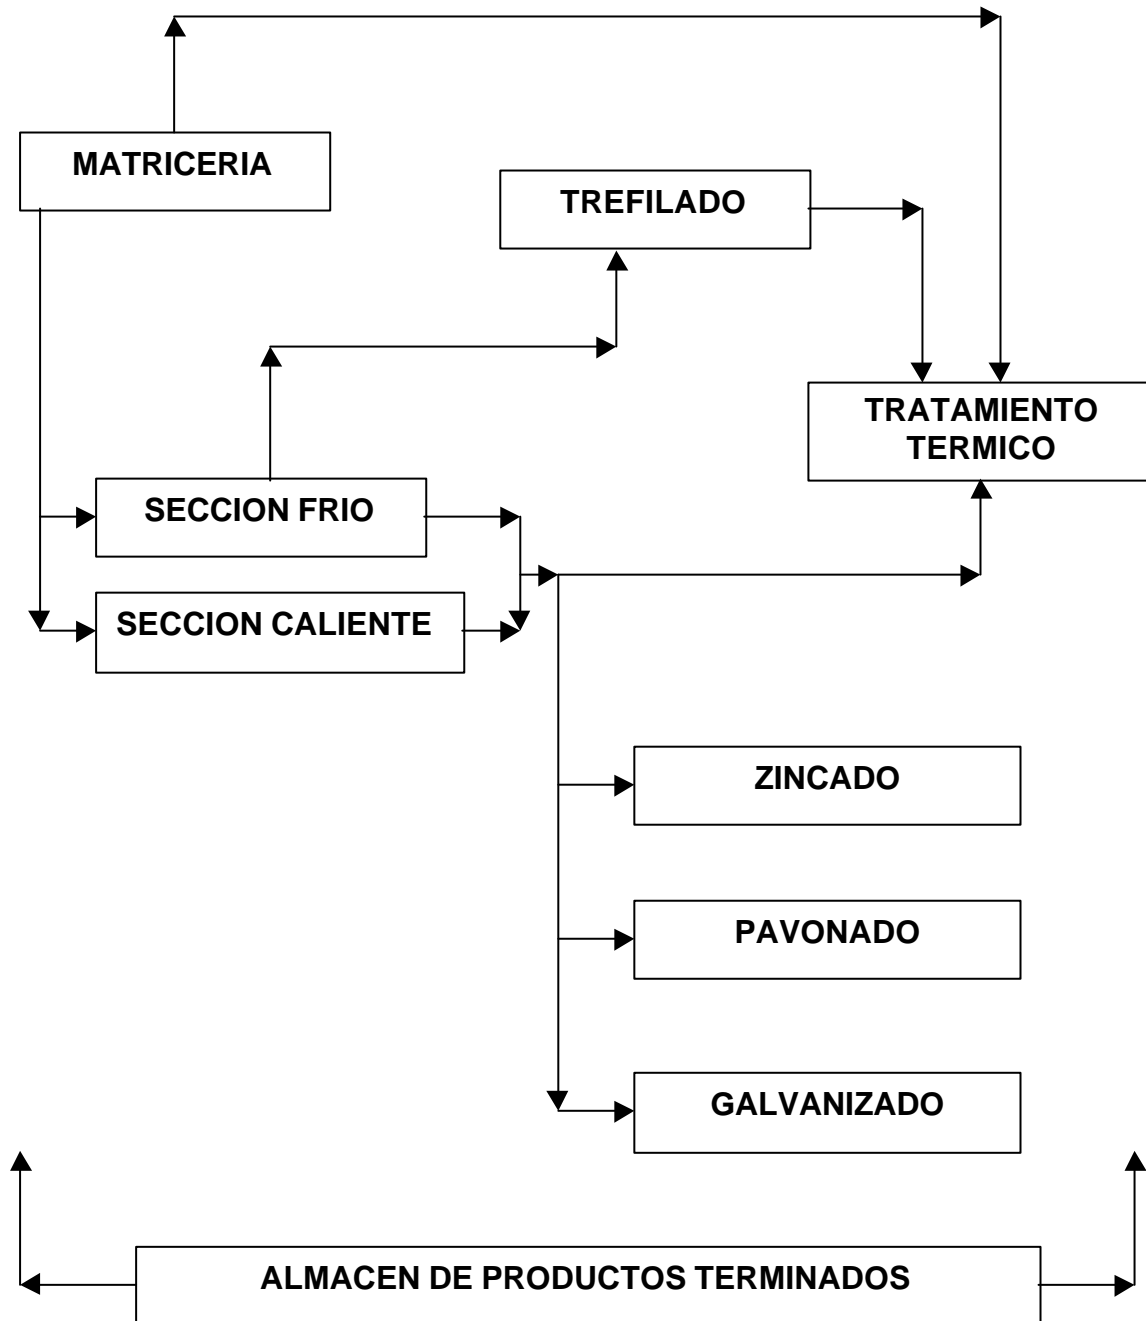 MATRICERIA
TREFILADO
TRATAMIENTO
TERMICO
SECCION FRIO
SECCION CALIENTE
ZINCADO
PAVONADO
GALVANIZADO
ALMACEN DE PRODUCTOS TERMINADOS